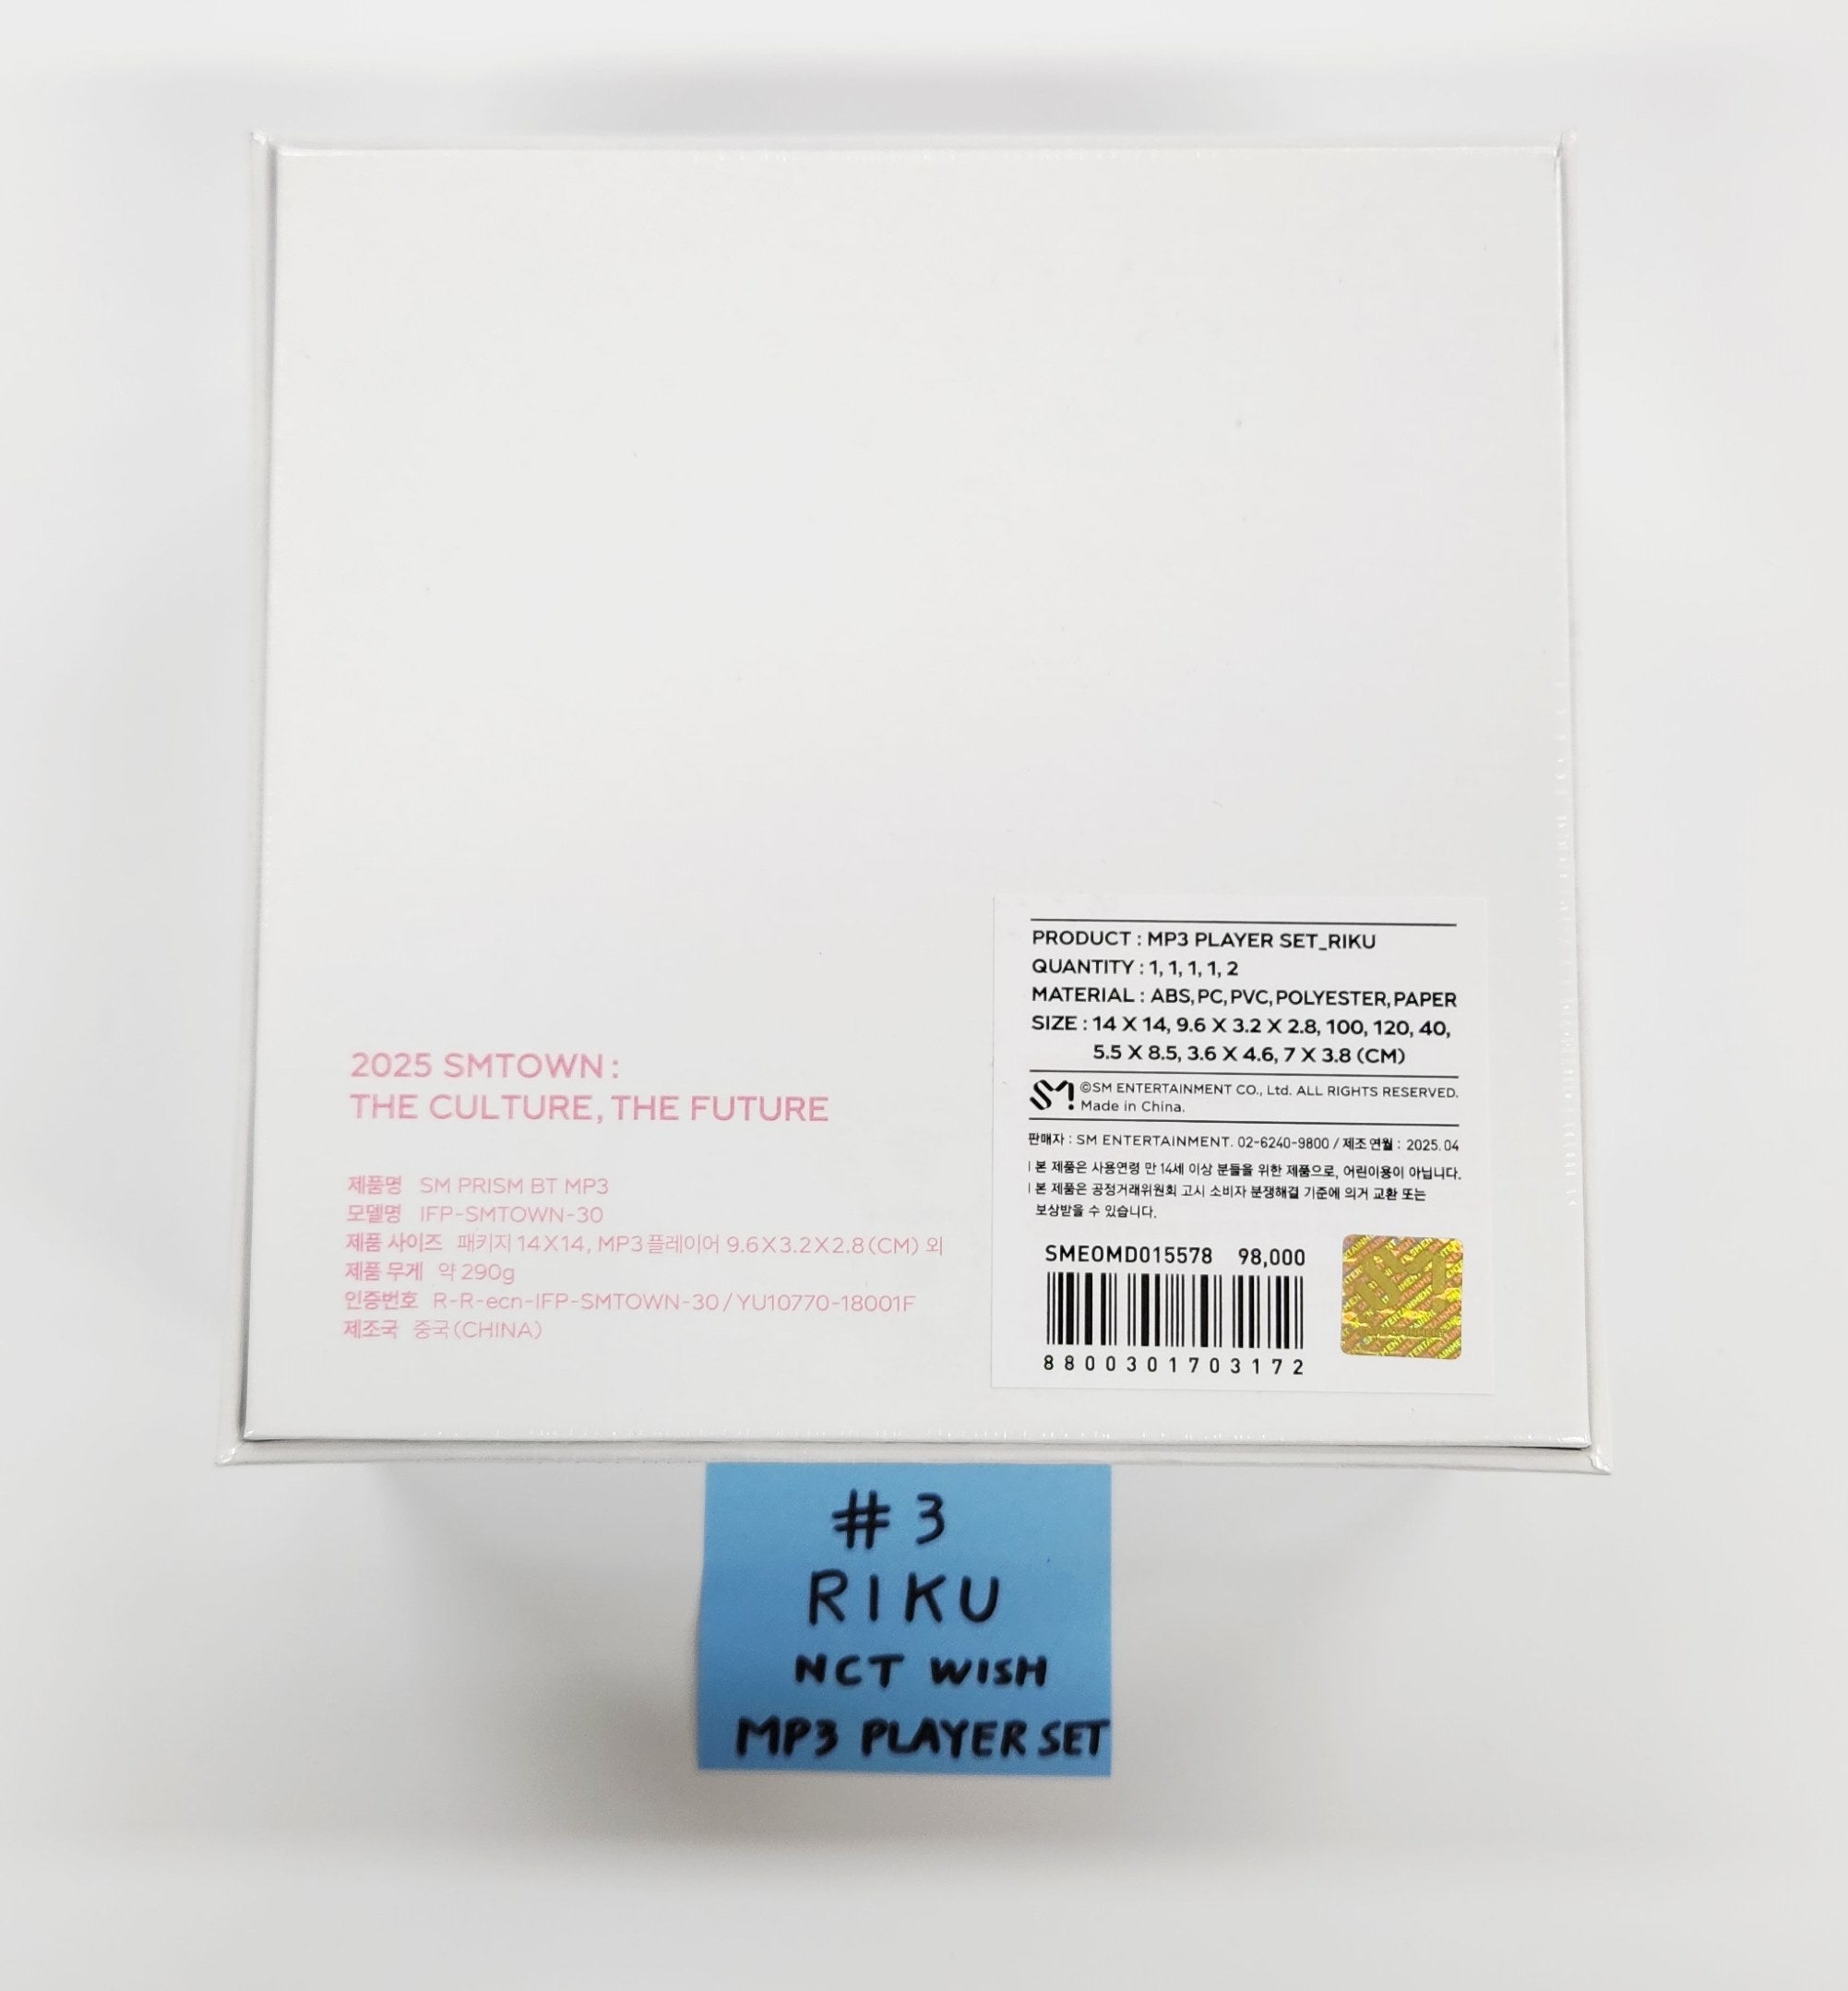 2025 SMTOWN :
THE CULTURE, THE FUTURE
제품명 SM PRISM BT MP3
모델명 IFP-SMTOWN-30
제품 사이즈 패키지 14X14, MP3플레이어 9.6X3.2X2.8(CM) 외
제품 무게 약 290g
인증번호 R-R-ecn-IFP-SMTOWN-30/YU10770-18001F
제조국 중국(CHINA)
PRODUCT : MP3 PLAYER SET_RIKU
QUANTITY : 1, 1, 1, 1, 2
MATERIAL : ABS, PC, PVC, POLYESTER, PAPER
SIZE : 14 X 14, 9.6 X 3.2 X 2.8, 100, 120, 40,
5.5 X 8.5, 3.6 X 4.6, 7 X 3.8 (CM)
SM ©SM ENTERTAINMENT CO., Ltd. ALL RIGHTS RESERVED.
Made in China.
판매자 : SM ENTERTAINMENT. 02-6240-9800 / 제조연월 : 2025. 04
| 본 제품은 사용연령 만 14세 이상 분들을 위한 제품으로, 어린이용이 아닙니다.
| 본 제품은 공정거래위원회 고시 소비자 분쟁해결 기준에 의거 교환 또는
보상받을 수 있습니다.
SMEOMD015578 98,000
8800301703172
#3
RIKU
NCT WISH
MP3 PLAYER SET